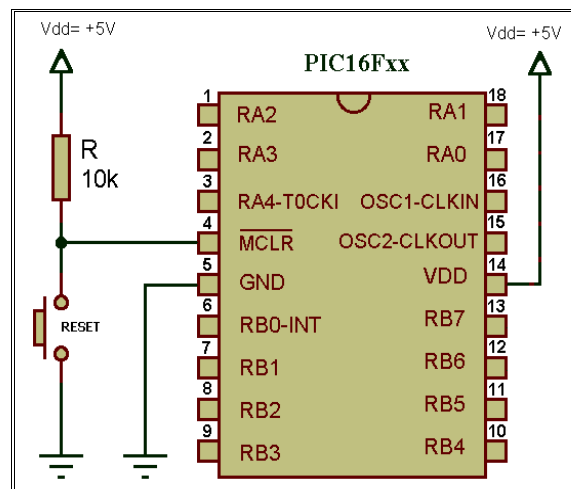 Vdd= +5V
Vdd= +5V
PIC16Fxx
R
10k
RESET
1 RA2
2 RA3
3 RA4-T0CKI
4 MCLR
5 GND
6 RB0-INT
7 RB1
8 RB2
9 RB3
18 RA1
17 RA0
16 OSC1-CLKIN
15 OSC2-CLKOUT
14 VDD
13 RB7
12 RB6
11 RB5
10 RB4